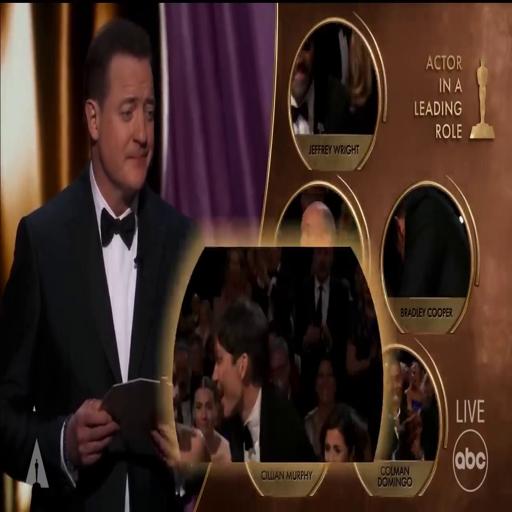 ACTOR
IN A
LEADING
ROLE
JEFFREY WRIGHT
BRADLEY COOPER
CILLIAN MURPHY
COLMAN
DOMINGO
LIVE
abc